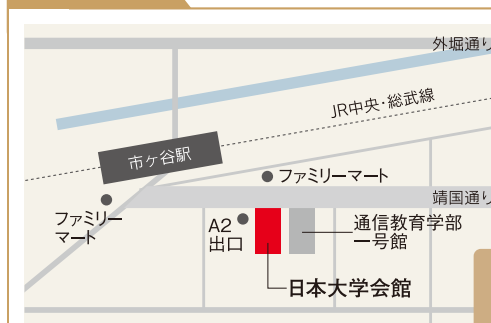 外堀通り
JR中央・総武線
市ヶ谷駅
ファミリーマート
靖国通り
ファミリー
マート
A2
出口
通信教育学部
一号館
日本大学会館